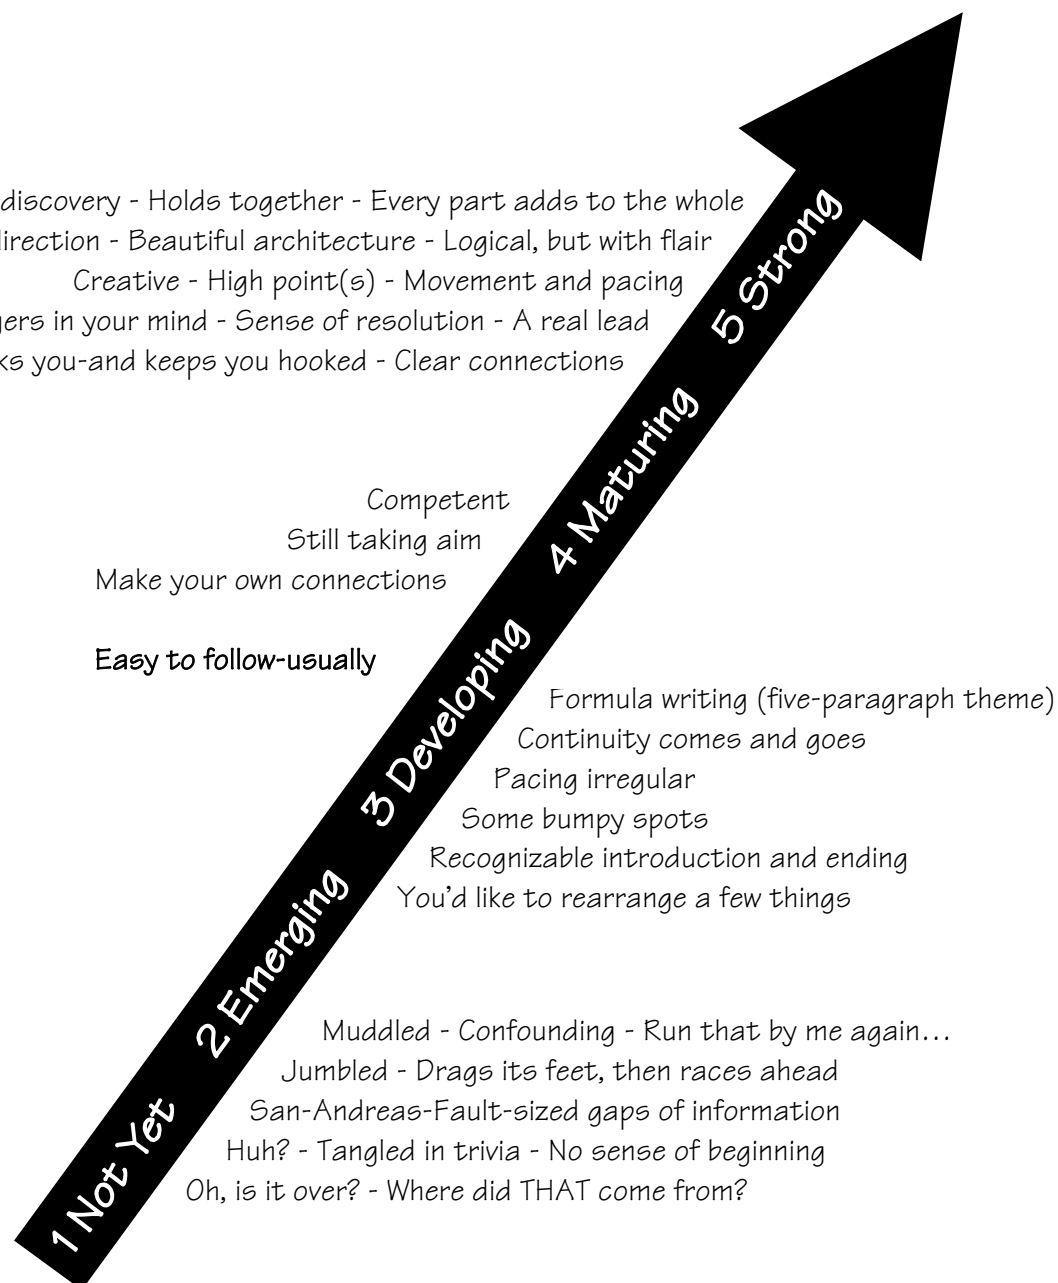 discovery - Holds together - Every part adds to the whole
direction - Beautiful architecture - Logical, but with flair
Creative - High point(s) - Movement and pacing
in your mind - Sense of resolution - A real lead
you-and keeps you hooked - Clear connections
5 Strong
4 Maturing
Competent
Still taking aim
Make your own connections
Easy to follow-usually
3 Developing
Formula writing (five-paragraph theme)
Continuity comes and goes
Pacing irregular
Some bumpy spots
Recognizable introduction and ending
You'd like to rearrange a few things
2 Emerging
Muddled - Confounding - Run that by me again...
Jumbled - Drags its feet, then races ahead
San-Andreas-Fault-sized gaps of information
Huh? - Tangled in trivia - No sense of beginning
Oh, is it over? - Where did THAT come from?
1 Not Yet